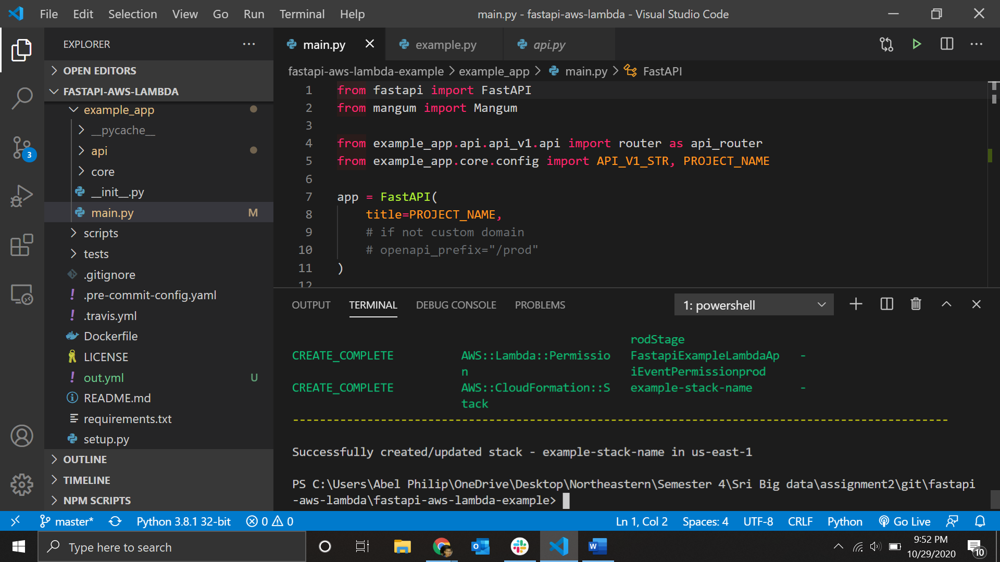 File Edit Selection View Go Run Terminal Help
main.py - fastapi-aws-lambda - Visual Studio Code
EXPLORER
OPEN EDITORS
FASTAPI-AWS-LAMBDA
example_app
__pycache__
api
core
__init__.py
main.py M
scripts
tests
.gitignore
.pre-commit-config.yaml
.travis.yml
Dockerfile
LICENSE
out.yml U
README.md
requirements.txt
setup.py
OUTLINE
TIMELINE
NPM SCRIPTS
3
main.py example.py api.py
fastapi-aws-lambda-example > example_app > main.py > FastAPI
1 from fastapi import FastAPI
2 from mangum import Mangum
3
4 from example_app.api.api_v1.api import router as api_router
5 from example_app.core.config import API_V1_STR, PROJECT_NAME
6
7 app = FastAPI(
8 title=PROJECT_NAME,
9 # if not custom domain
10 # openapi_prefix="/prod"
11 )
12
OUTPUT TERMINAL DEBUG CONSOLE PROBLEMS 1: powershell
rodStage
CREATE_COMPLETE AWS::Lambda::Permissio FastapiExampleLambdaAp -
n iEventPermissionprod
CREATE_COMPLETE AWS::CloudFormation::S example-stack-name -
tack
-------------------------------------------------------------------------------------------------
Successfully created/updated stack - example-stack-name in us-east-1
PS C:\Users\Abel Philip\OneDrive\Desktop\Northeastern\Semester 4\Sri Big data\assignment2\git\fastapi
-aws-lambda\fastapi-aws-lambda-example>
master* Python 3.8.1 32-bit 0 0 Ln 1, Col 2 Spaces: 4 UTF-8 CRLF Python Go Live
Type here to search
9:52 PM
10/29/2020
10